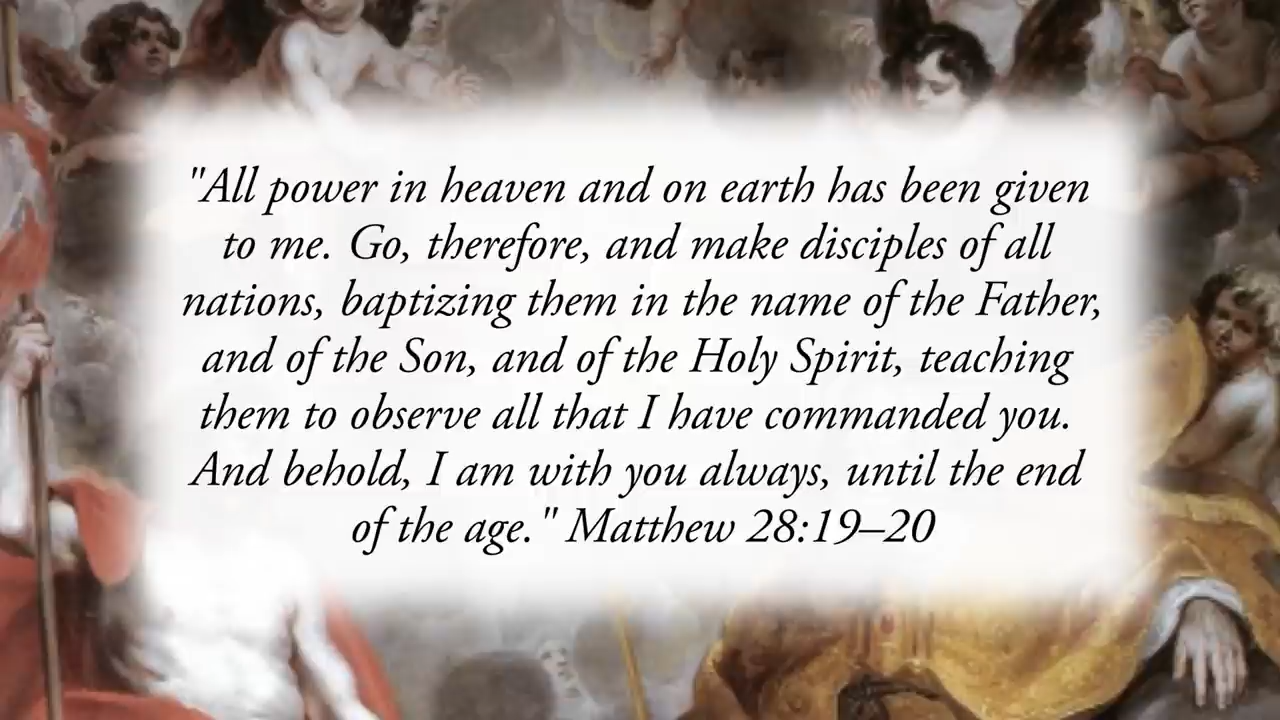 "All power in heaven and on earth has been given
to me. Go, therefore, and make disciples of all
nations, baptizing them in the name of the Father,
and of the Son, and of the Holy Spirit, teaching
them to observe all that I have commanded you.
And behold, I am with you always, until the end
of the age." Matthew 28:19–20